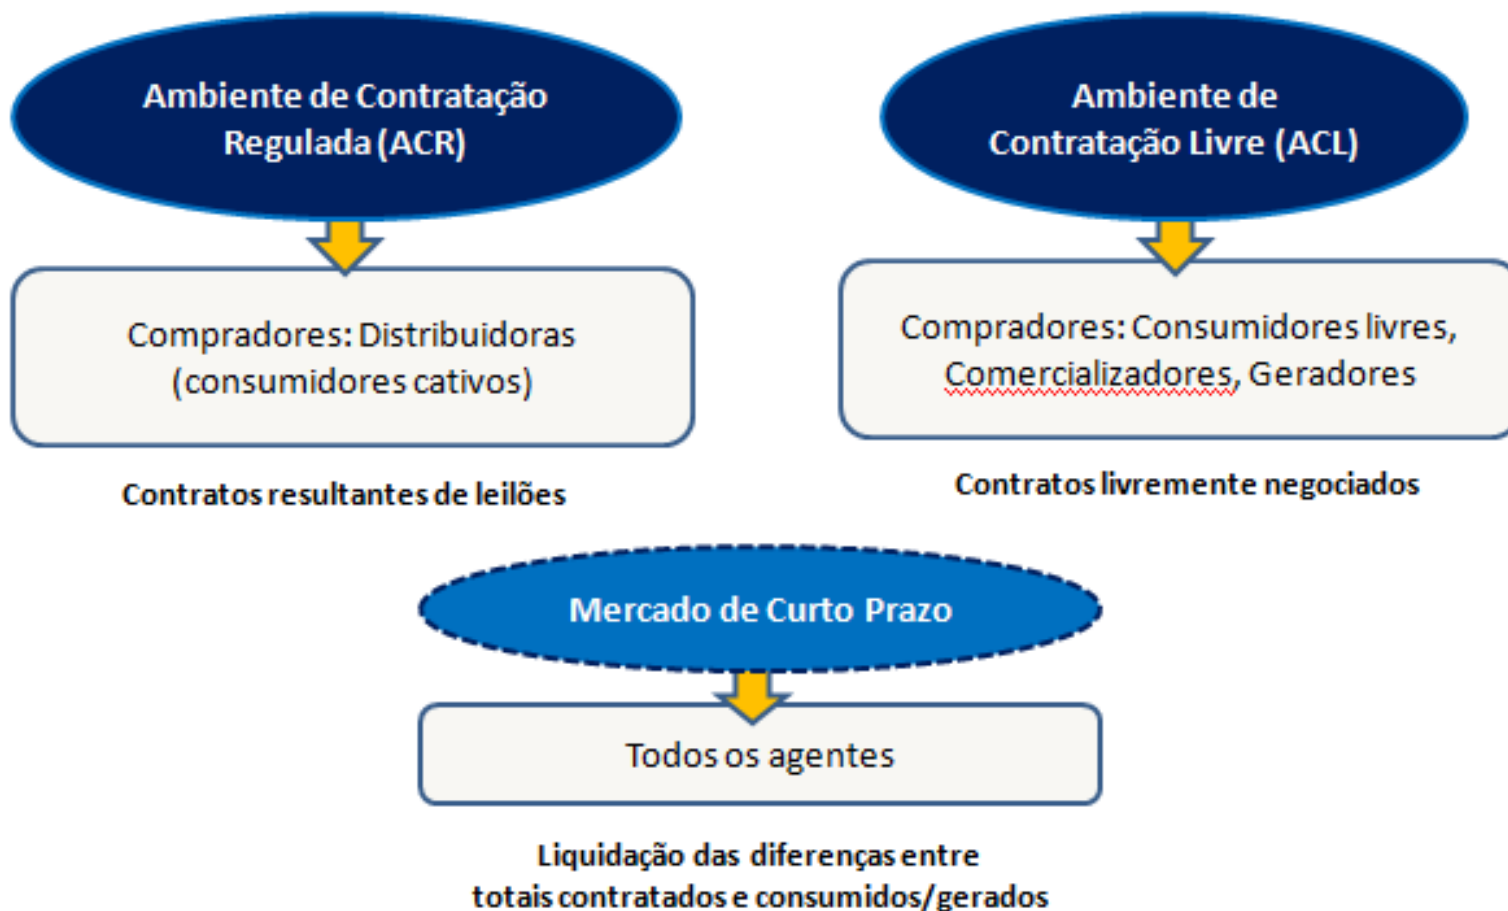 Ambiente de Contratação
Regulada (ACR)
Compradores: Distribuidoras
(consumidores cativos)
Contratos resultantes de leilões
Ambiente de
Contratação Livre (ACL)
Compradores: Consumidores livres,
Comercializadores, Geradores
Contratos livremente negociados
Mercado de Curto Prazo
Todos os agentes
Liquidação das diferenças entre
totais contratados e consumidos/gerados